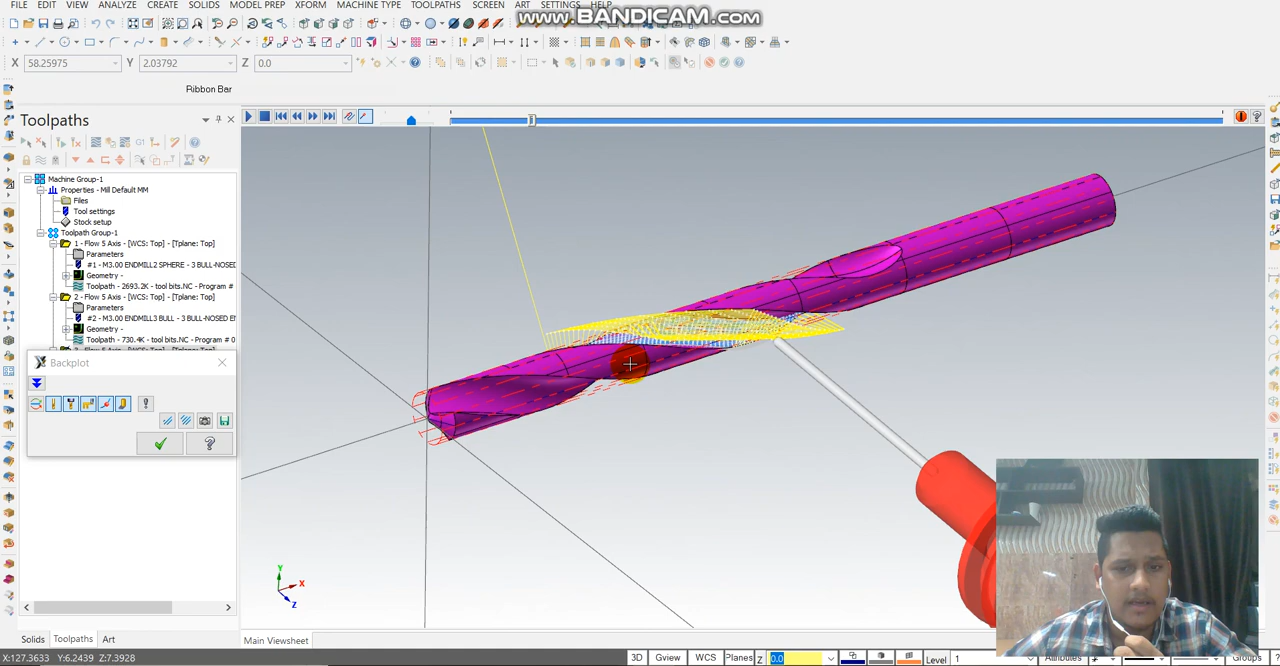 FILE EDIT VIEW ANALYZE CREATE SOLIDS MODEL PREP XFORM MACHINE TYPE TOOLPATHS SCREEN ART SETTINGS
www.BANDICAM.com
X 58.25975 Y 2.03792 Z 0.0
Ribbon Bar
Toolpaths
Machine Group-1
Properties - Mill Default MM
Files
Tool settings
Stock setup
Toolpath Group-1
1 - Flow 5 Axis - [WCS: Top] - [Tplane: Top]
Parameters
#1 - M3.00 ENDMILL2 SPHERE - 3 BULL-NOSED
Geometry -
Toolpath - 2693.2K - tool bits.NC - Program #
2 - Flow 5 Axis - [WCS: Top] - [Tplane: Top]
Parameters
#2 - M3.00 ENDMILL3 BULL - 3 BULL-NOSED
Geometry -
Toolpath - 730.4K - tool bits.NC - Program # 0
Backplot
Y
X
Z
Solids Toolpaths Art
Main Viewsheet
X:127.3633 Y:6.2439 Z:7.3928
3D Gview WCS Planes Z 0.0 Level 1 Attributes Groups